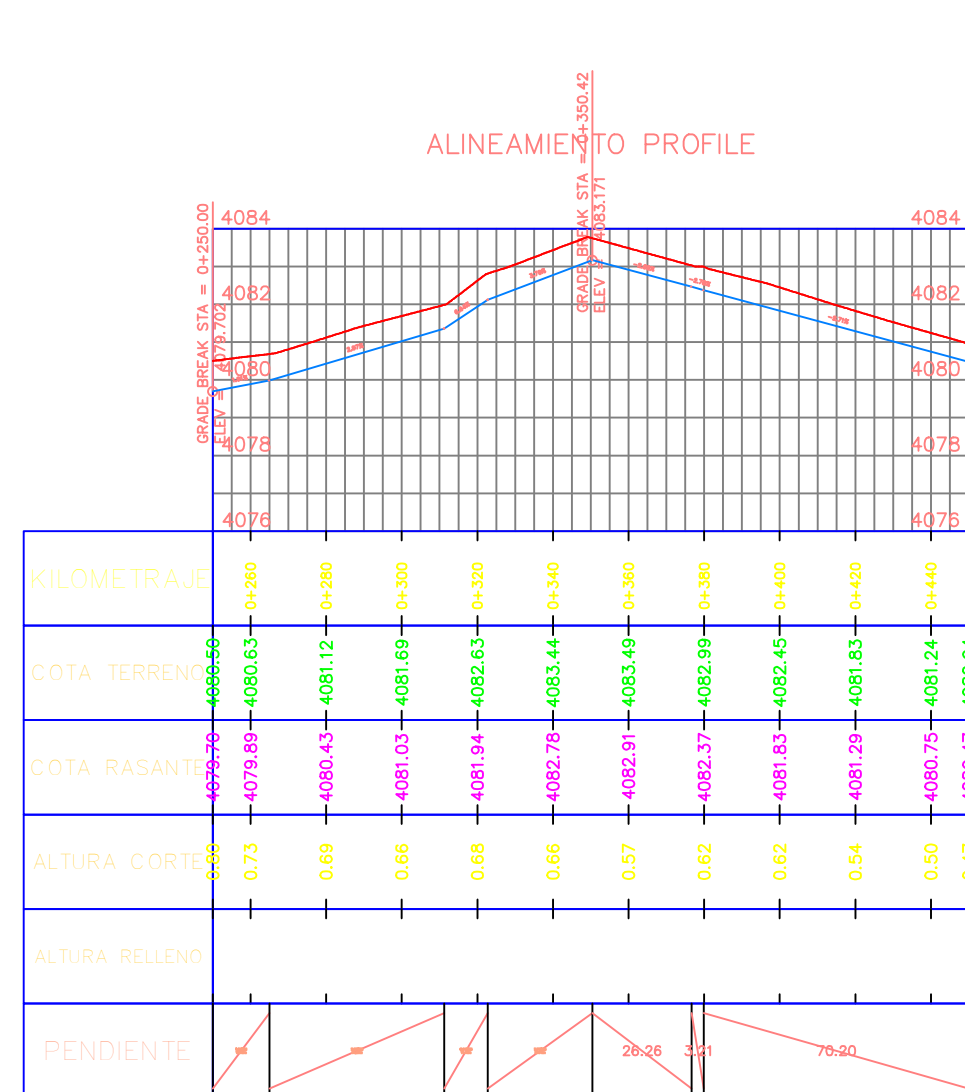 ALINEAMIENTO PROFILE
GRADE BREAK STA = 0+250.00
ELEV = 4079.702
GRADE BREAK STA = 0+350.42
ELEV = 4083.171
4084 4084
4082 4082
4080 4080
4078 4078
4076 4076
KILOMETRAJE 0+260 0+280 0+300 0+320 0+340 0+360 0+380 0+400 0+420 0+440
COTA TERRENO 4080.50 4080.63 4081.12 4081.69 4082.63 4083.44 4083.49 4082.99 4082.45 4081.83 4081.24
COTA RASANTE 4079.70 4079.89 4080.43 4081.03 4081.94 4082.78 4082.91 4082.37 4081.83 4081.29 4080.75
ALTURA CORTE 0.80 0.73 0.69 0.66 0.68 0.66 0.57 0.62 0.62 0.54 0.50
ALTURA RELLENO
PENDIENTE 26.26 3.21 70.20